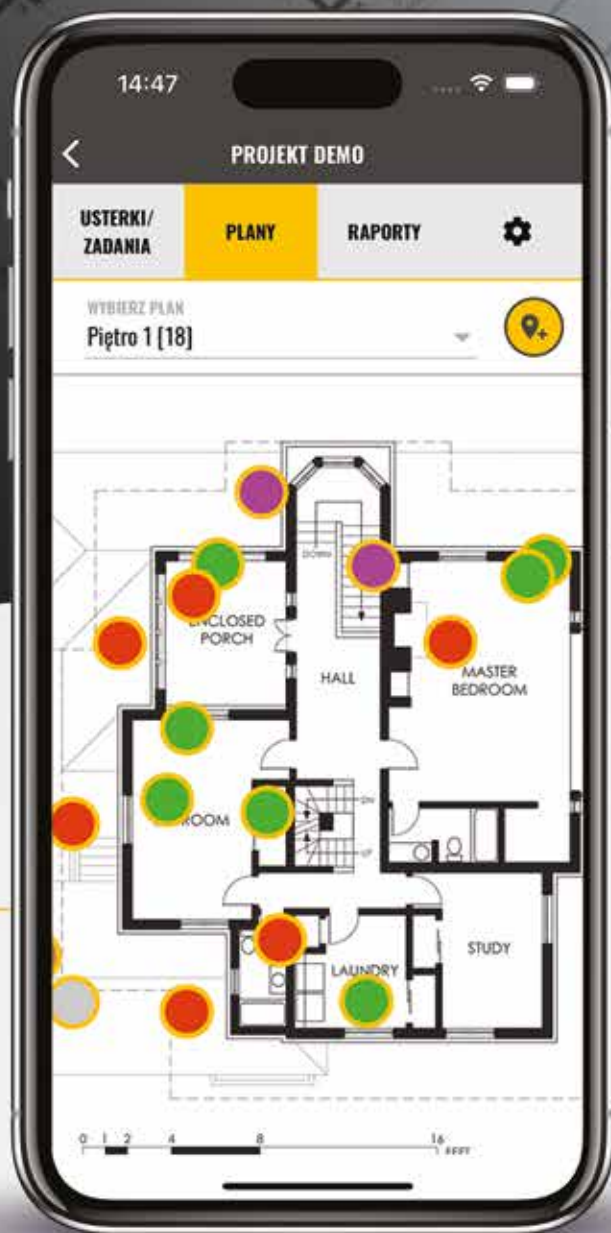 14:47
PROJEKT DEMO
USTERKI/
ZADANIA
PLANY
RAPORTY
WYBIERZ PLAN
Piętro 1 [18]
DOWN
ENCLOSED
PORCH
HALL
MASTER
BEDROOM
ROOM
DN
UP
LAUNDRY
STUDY
0 1 2 4 8 16
FEET